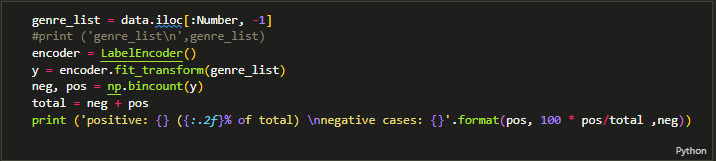 genre_list = data.iloc[:Number, -1]
#print ('genre_list\n',genre_list)
encoder = LabelEncoder()
y = encoder.fit_transform(genre_list)
neg, pos = np.bincount(y)
total = neg + pos
print ('positive: {} ({:.2f}% of total) \nnegative cases: {}'.format(pos, 100 * pos/total ,neg))
Python